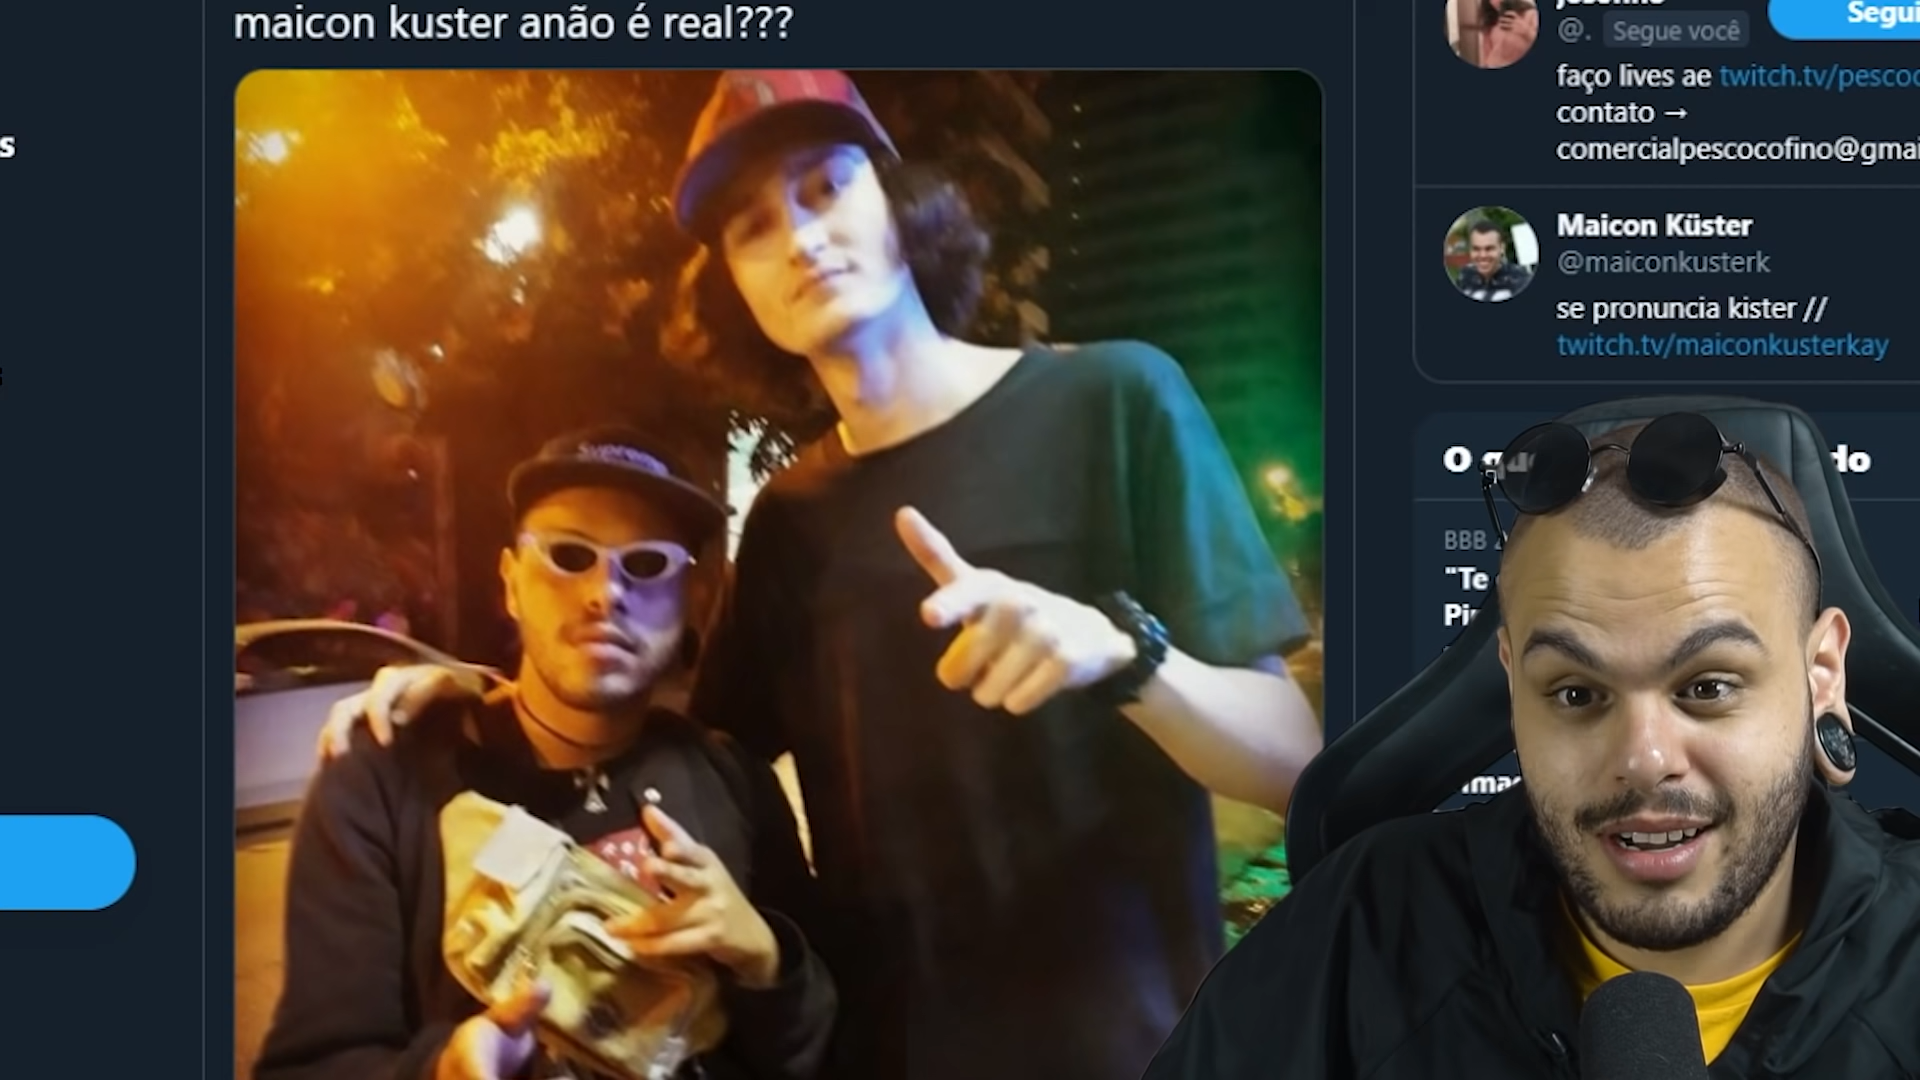 maicon kuster anão é real???
s
Supreme
@. Segue você
Segui
faço lives ae twitch.tv/pescoc
contato →
comercialpescocofino@gmai
Maicon Küster
@maiconkusterk
se pronuncia kister //
twitch.tv/maiconkusterkay
O que do
BBB
"Te